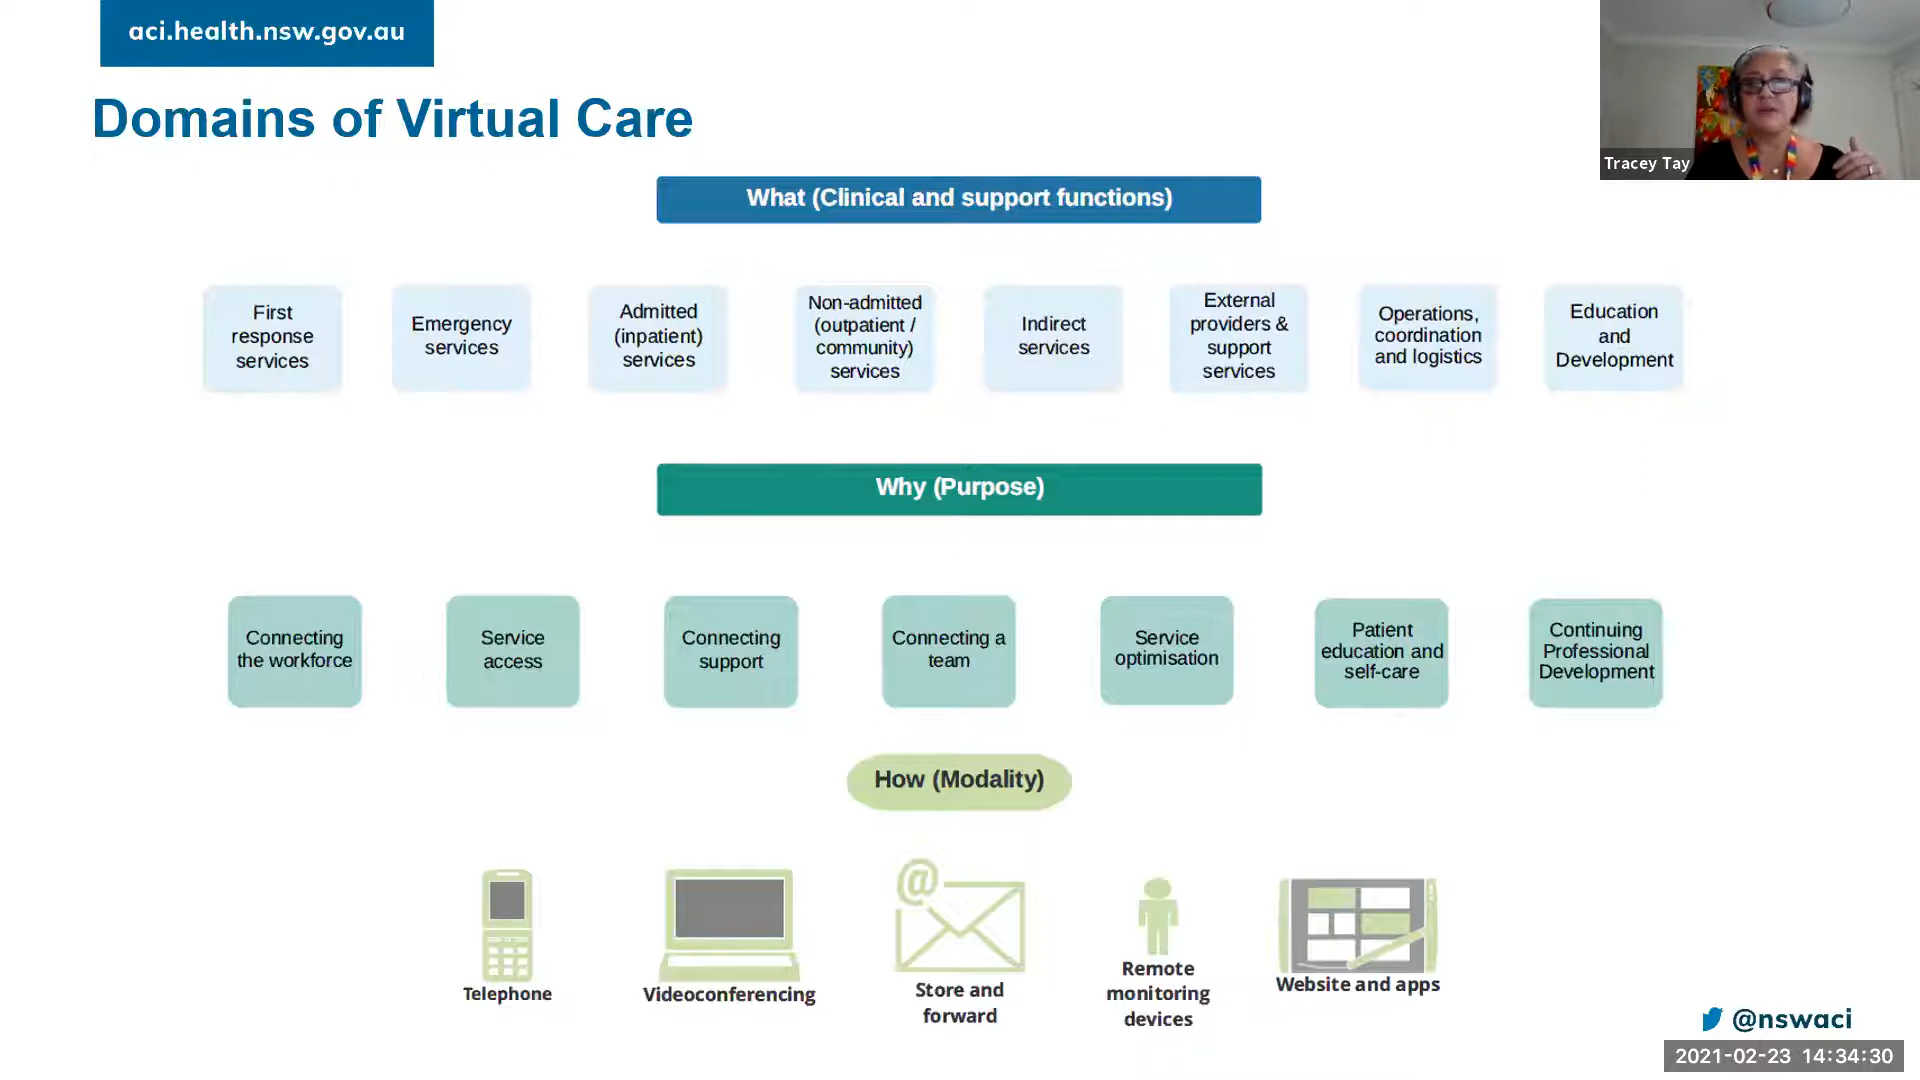 aci.health.nsw.gov.au
Domains of Virtual Care
Tracey Tay
What (Clinical and support functions)
First
response
services
Emergency
services
Admitted
(inpatient)
services
Non-admitted
(outpatient /
community)
services
Indirect
services
External
providers &
support
services
Operations,
coordination
and logistics
Education
and
Development
Why (Purpose)
Connecting
the workforce
Service
access
Connecting
support
Connecting a
team
Service
optimisation
Patient
education and
self-care
Continuing
Professional
Development
How (Modality)
@
Telephone
Videoconferencing
Store and
forward
Remote
monitoring
devices
Website and apps
@nswaci
2021-02-23 14:34:30